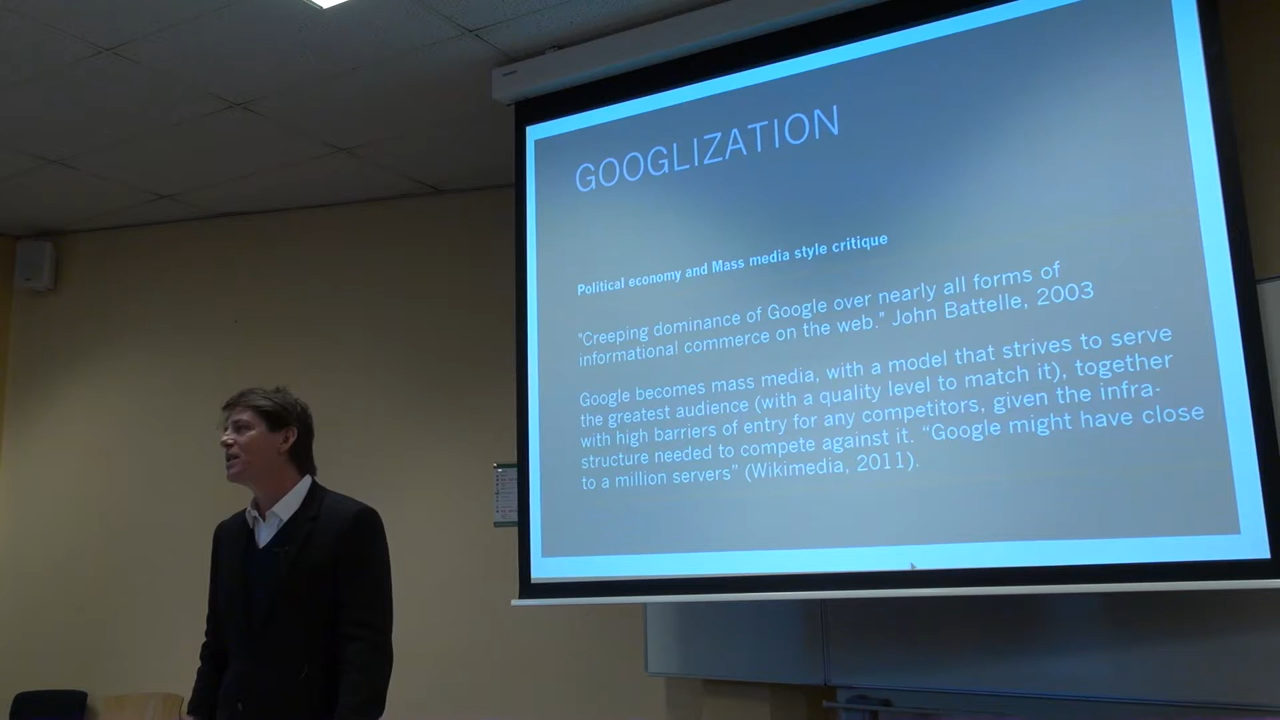 GOOGLIZATION
Political economy and Mass media style critique
"Creeping dominance of Google over nearly all forms of
informational commerce on the web." John Battelle, 2003
Google becomes mass media, with a model that strives to serve
the greatest audience (with a quality level to match it), together
with high barriers of entry for any competitors, given the infra-
structure needed to compete against it. “Google might have close
to a million servers” (Wikimedia, 2011).